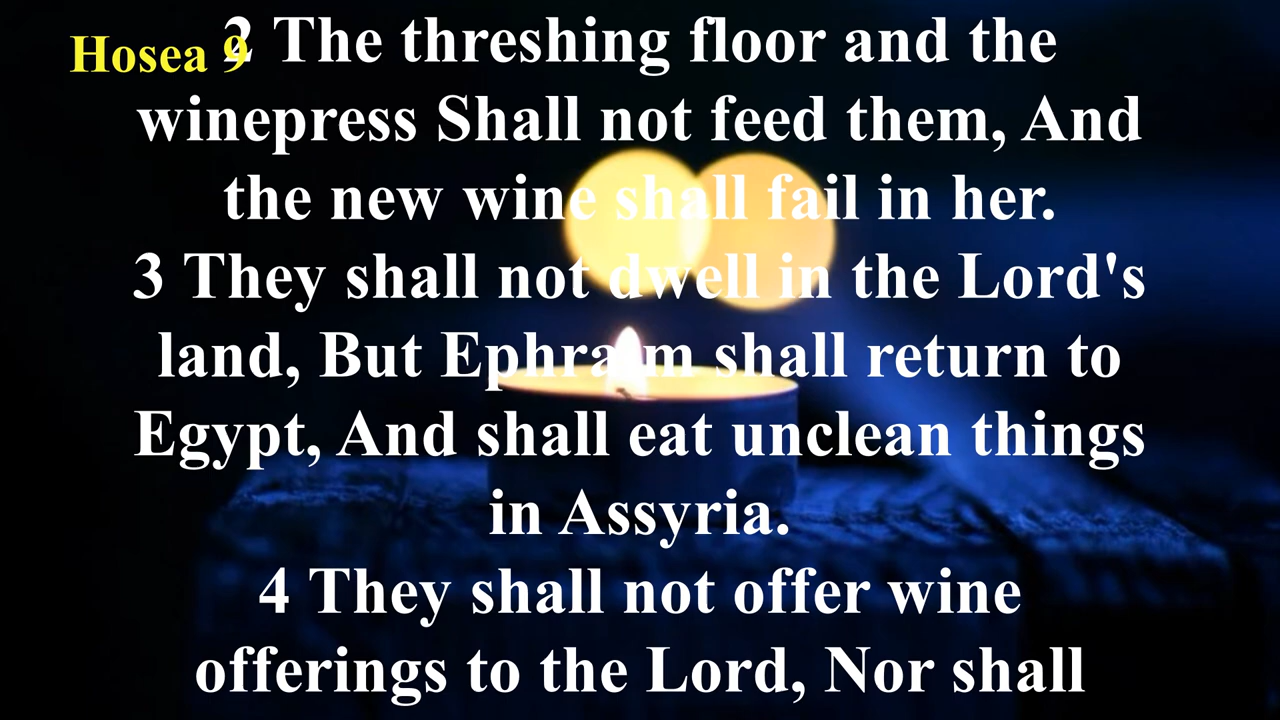 Hosea 9
2 The threshing floor and the
winepress Shall not feed them, And
the new wine shall fail in her.
3 They shall not dwell in the Lord's
land, But Ephraim shall return to
Egypt, And shall eat unclean things
in Assyria.
4 They shall not offer wine
offerings to the Lord, Nor shall